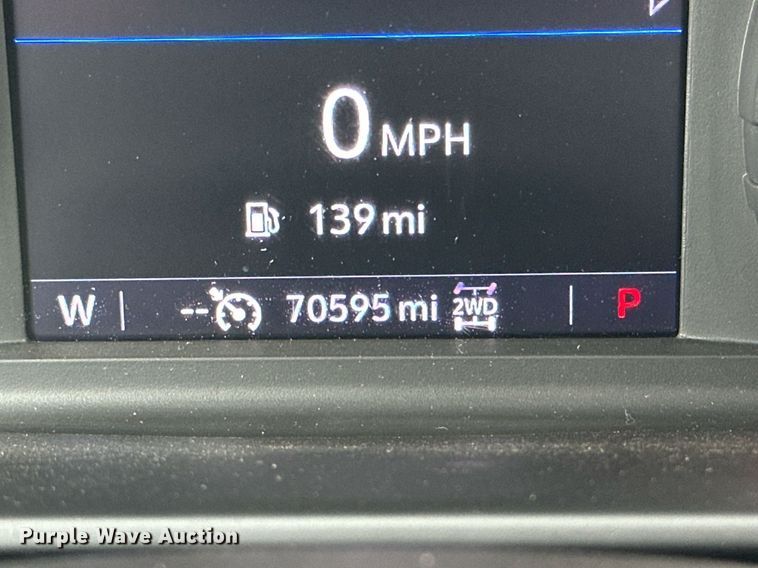 0 MPH
139 mi
W -- 70595 mi 2WD P
Purple Wave Auction